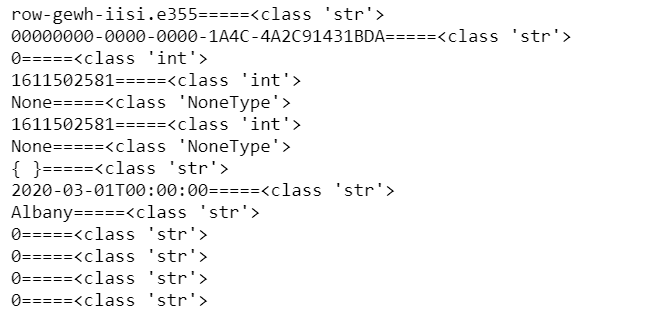 row-gewh-iisi.e355=====<class 'str'>
00000000-0000-0000-1A4C-4A2C91431BDA=====<class 'str'>
0=====<class 'int'>
1611502581=====<class 'int'>
None=====<class 'NoneType'>
1611502581=====<class 'int'>
None=====<class 'NoneType'>
{ }=====<class 'str'>
2020-03-01T00:00:00=====<class 'str'>
Albany=====<class 'str'>
0=====<class 'str'>
0=====<class 'str'>
0=====<class 'str'>
0=====<class 'str'>